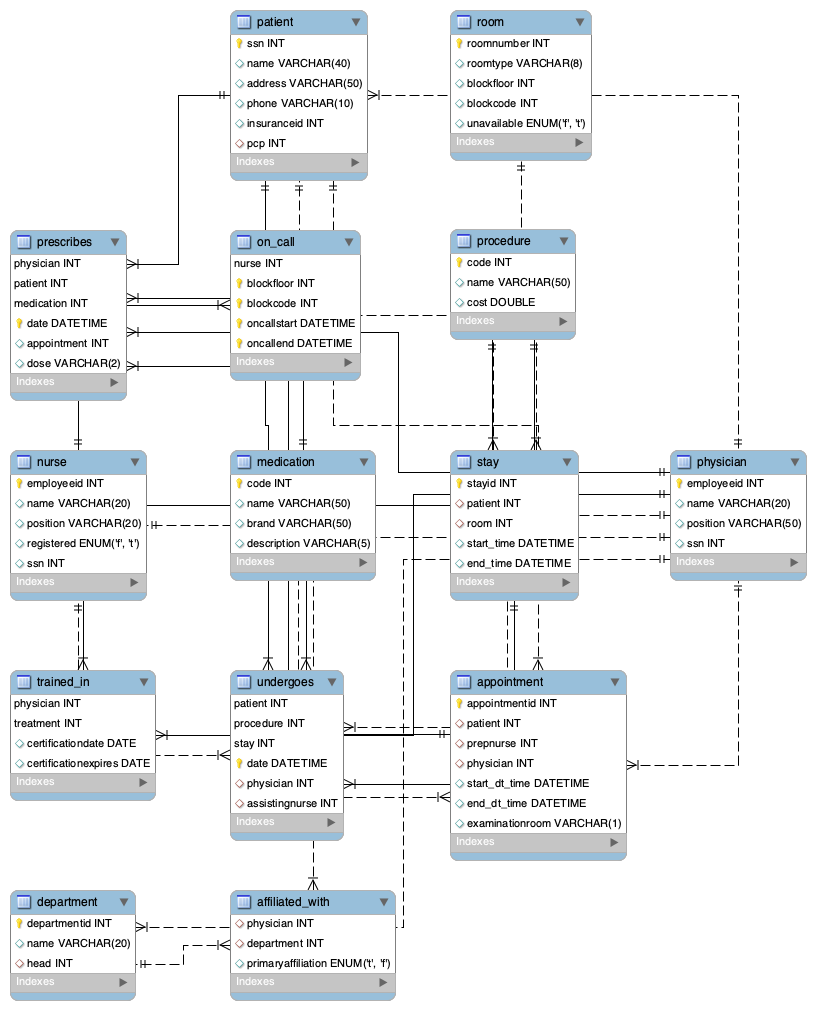 patient
ssn INT
name VARCHAR(40)
address VARCHAR(50)
phone VARCHAR(10)
insuranceid INT
pcp INT
Indexes
room
roomnumber INT
roomtype VARCHAR(8)
blockfloor INT
blockcode INT
unavailable ENUM('f', 't')
Indexes
prescribes
physician INT
patient INT
medication INT
date DATETIME
appointment INT
dose VARCHAR(2)
Indexes
on_call
nurse INT
blockfloor INT
blockcode INT
oncallstart DATETIME
oncallend DATETIME
Indexes
procedure
code INT
name VARCHAR(50)
cost DOUBLE
Indexes
nurse
employeeid INT
name VARCHAR(20)
position VARCHAR(20)
registered ENUM('f', 't')
ssn INT
Indexes
medication
code INT
name VARCHAR(50)
brand VARCHAR(50)
description VARCHAR(5)
Indexes
stay
stayid INT
patient INT
room INT
start_time DATETIME
end_time DATETIME
Indexes
physician
employeeid INT
name VARCHAR(20)
position VARCHAR(50)
ssn INT
Indexes
trained_in
physician INT
treatment INT
certificationdate DATE
certificationexpires DATE
Indexes
undergoes
patient INT
procedure INT
stay INT
date DATETIME
physician INT
assistingnurse INT
Indexes
appointment
appointmentid INT
patient INT
prepnurse INT
physician INT
start_dt_time DATETIME
end_dt_time DATETIME
examinationroom VARCHAR(1)
Indexes
department
departmentid INT
name VARCHAR(20)
head INT
Indexes
affiliated_with
physician INT
department INT
primaryaffiliation ENUM('t', 'f')
Indexes